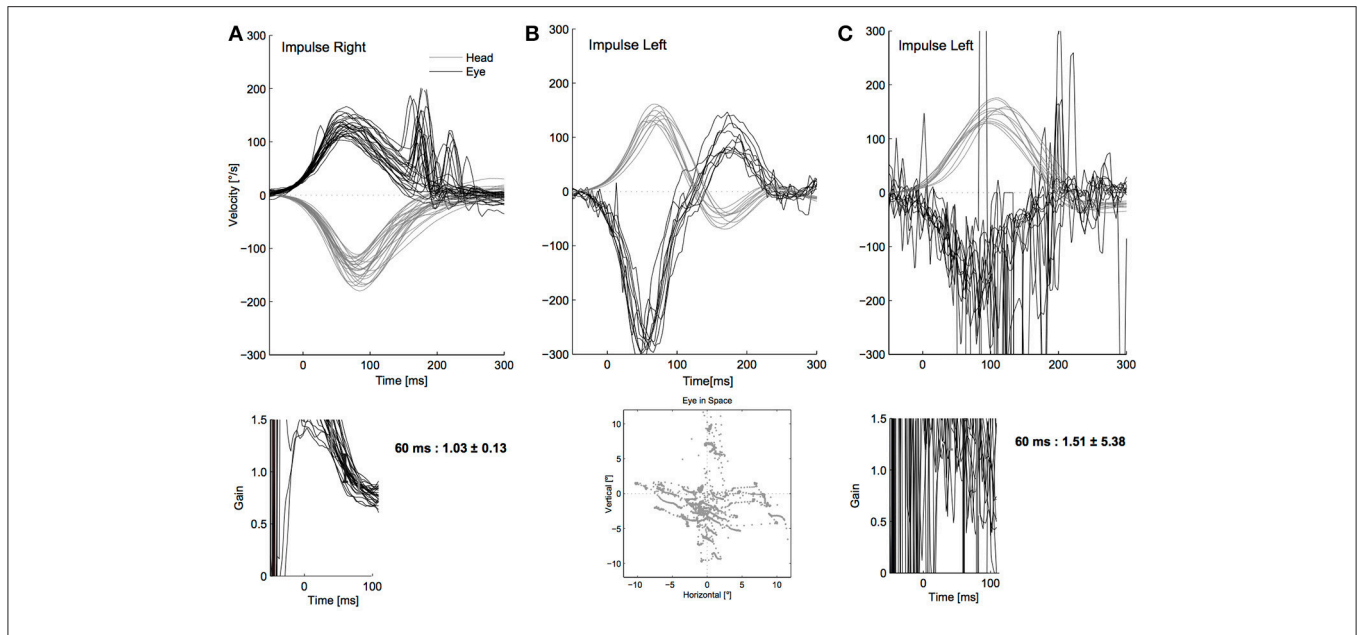 A
Impulse Right
Head
Eye
300
200
100
0
−100
−200
−300
Velocity [°/s]
0
100
200
300
Time [ms]
1.5
1.0
0.5
0
Gain
60 ms : 1.03 ± 0.13
0
100
Time [ms]
B
Impulse Left
300
200
100
0
−100
−200
−300
0
100
200
300
Time[ms]
Eye in Space
10
5
0
−5
−10
Vertical [°]
−10
−5
0
5
10
Horizontal [°]
C
Impulse Left
300
200
100
0
−100
−200
−300
0
100
200
300
Time [ms]
1.5
1.0
0.5
0
Gain
60 ms : 1.51 ± 5.38
0
100
Time [ms]